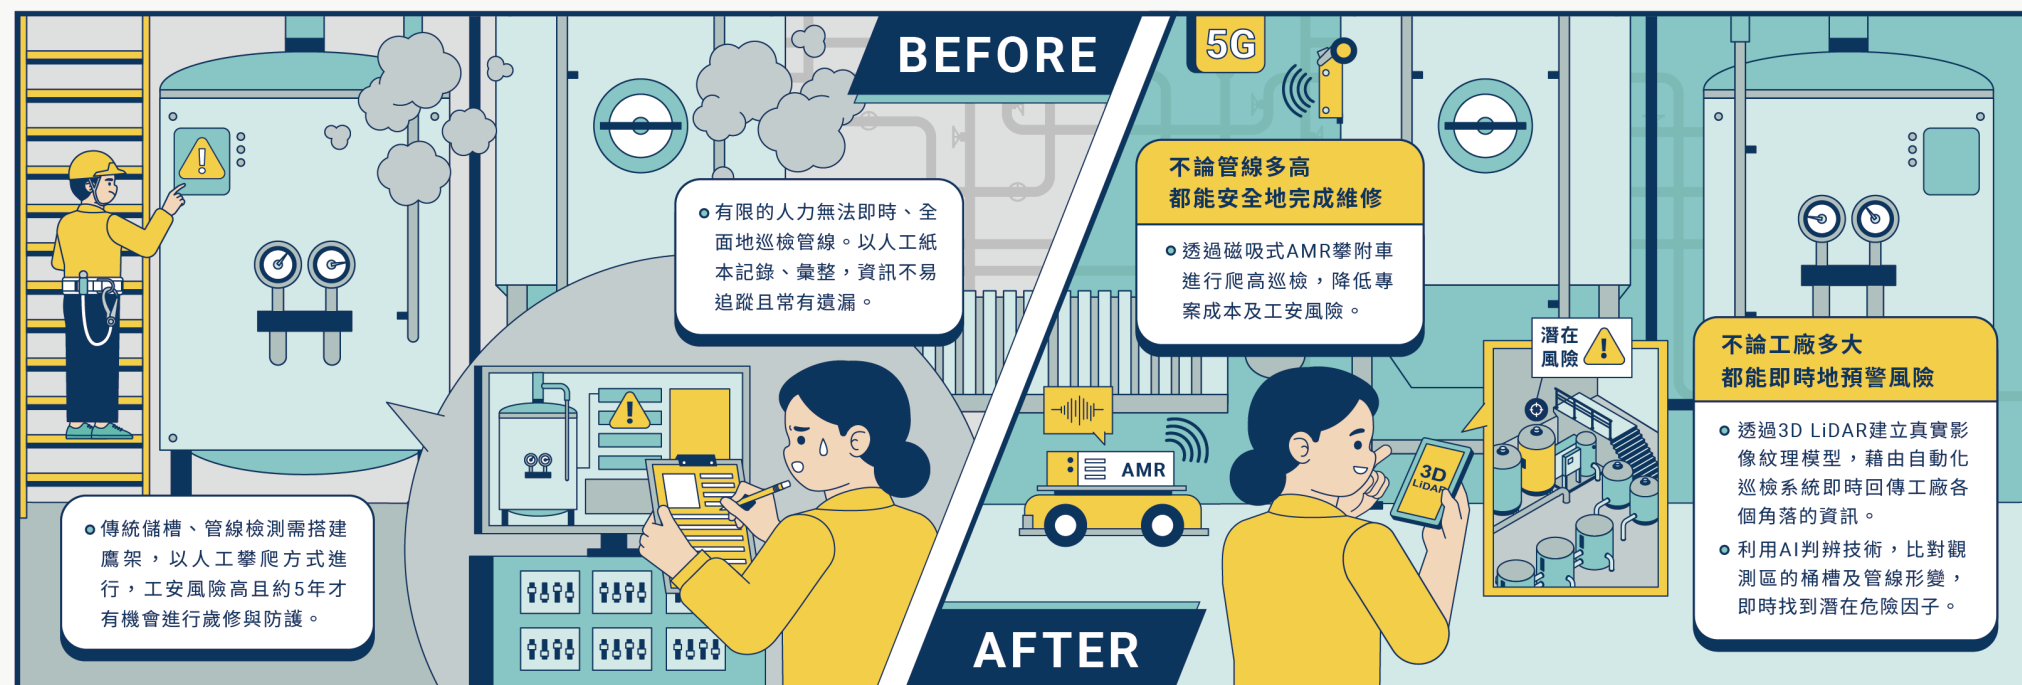 BEFORE
有限的人力無法即時、全
面地巡檢管線。以人工紙
本記錄、彙整，資訊不易
追蹤且常有遺漏。
傳統儲槽、管線檢測需搭建
鷹架，以人工攀爬方式進
行，工安風險高且約5年才
有機會進行歲修與防護。
AFTER
5G
不論管線多高
都能安全地完成維修
透過磁吸式AMR攀附車
進行爬高巡檢，降低專
案成本及工安風險。
AMR
3D
LiDAR
潛在
風險
不論工廠多大
都能即時地預警風險
透過3D LiDAR建立真實影
像紋理模型，藉由自動化
巡檢系統即時回傳工廠各
個角落的資訊。
利用AI判辨技術，比對觀
測區的桶槽及管線形變，
即時找到潛在危險因子。